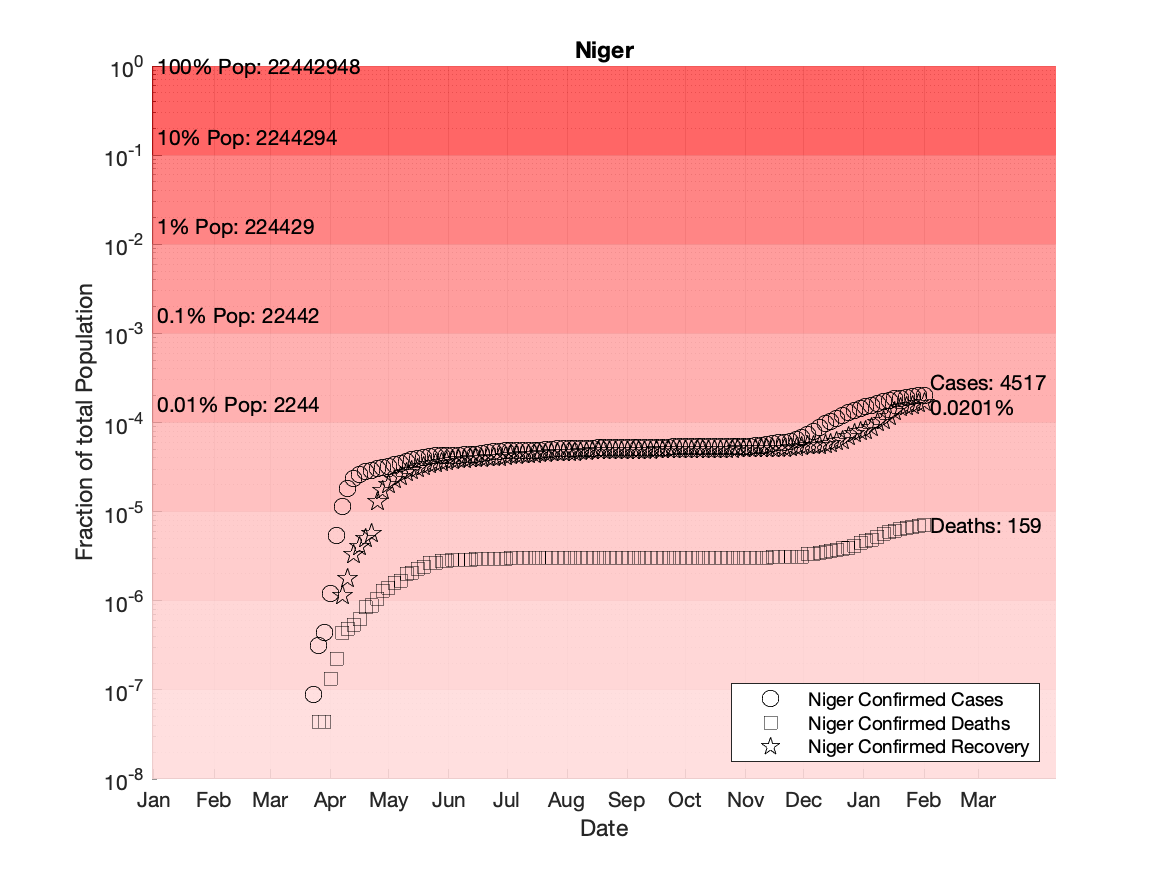 Niger
10^0
100% Pop: 22442948
10% Pop: 2244294
10^-1
1% Pop: 224429
10^-2
0.1% Pop: 22442
10^-3
0.01% Pop: 2244
10^-4
10^-5
10^-6
10^-7
10^-8
Fraction of total Population
Cases: 4517
0.0201%
Deaths: 159
Niger Confirmed Cases
Niger Confirmed Deaths
Niger Confirmed Recovery
Jan Feb Mar Apr May Jun Jul Aug Sep Oct Nov Dec Jan Feb Mar
Date